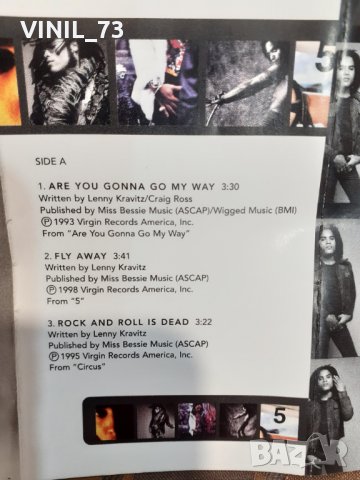 VINIL_73
5
SIDE A
1. ARE YOU GONNA GO MY WAY 3:30
Written by Lenny Kravitz/Craig Ross
Published by Miss Bessie Music (ASCAP)/Wigged Music (BMI)
Ⓟ 1993 Virgin Records America, Inc.
From "Are You Gonna Go My Way"
2. FLY AWAY 3:41
Written by Lenny Kravitz
Published by Miss Bessie Music (ASCAP)
Ⓟ 1998 Virgin Records America, Inc.
From "5"
3. ROCK AND ROLL IS DEAD 3:22
Written by Lenny Kravitz
Published by Miss Bessie Music (ASCAP)
Ⓟ 1995 Virgin Records America, Inc.
From "Circus"
5
BAZAR